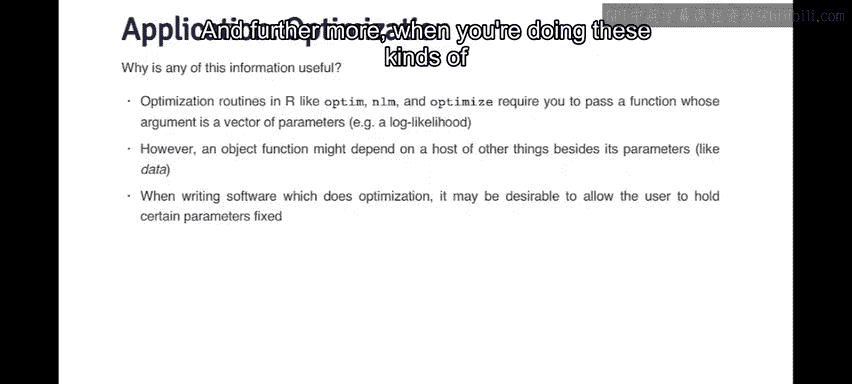 Application: Optimization
And further more, when you're doing these
kinds of
Why is any of this information useful?
· Optimization routines in R like optim, nlm, and optimize require you to pass a function whose
argument is a vector of parameters (e.g. a log-likelihood)
· However, an object function might depend on a host of other things besides its parameters (like
data)
· When writing software which does optimization, it may be desirable to allow the user to hold
certain parameters fixed